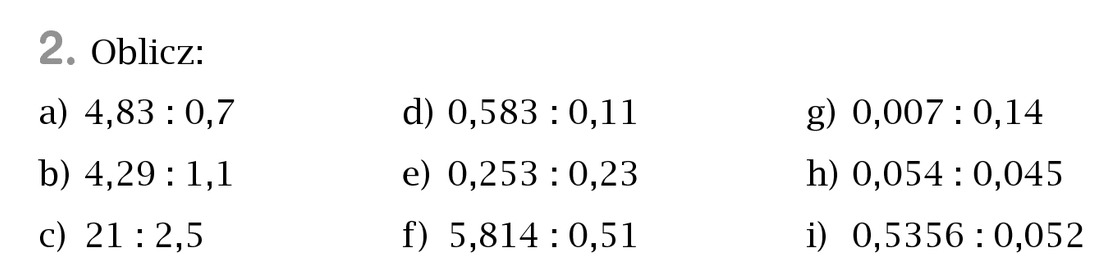 2. Oblicz:
a) 4,83 : 0,7 d) 0,583 : 0,11 g) 0,007 : 0,14
b) 4,29 : 1,1 e) 0,253 : 0,23 h) 0,054 : 0,045
c) 21 : 2,5 f) 5,814 : 0,51 i) 0,5356 : 0,052